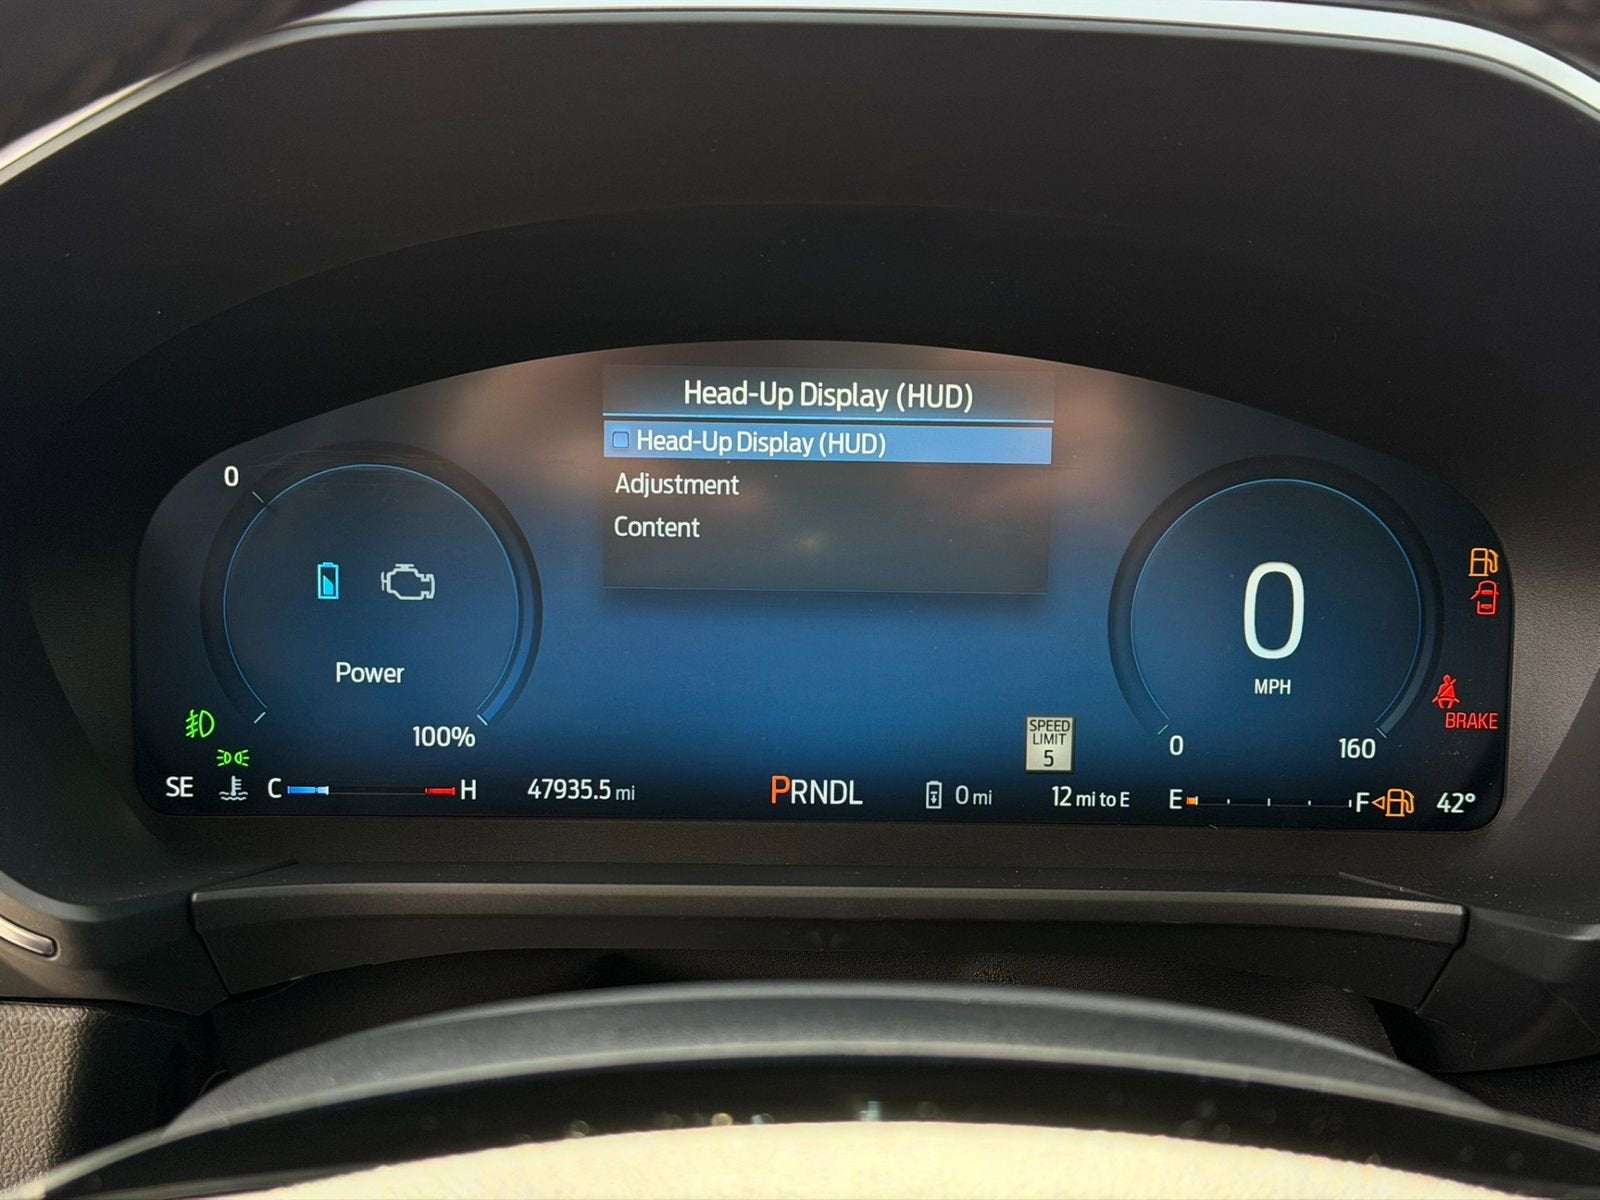 Head-Up Display (HUD)
Head-Up Display (HUD)
Adjustment
Content
0
Power
100%
0
MPH
0
160
SPEED
LIMIT
5
BRAKE
SE
C
H
47935.5 mi
PRNDL
0 mi
12 mi to E
E
F
42°